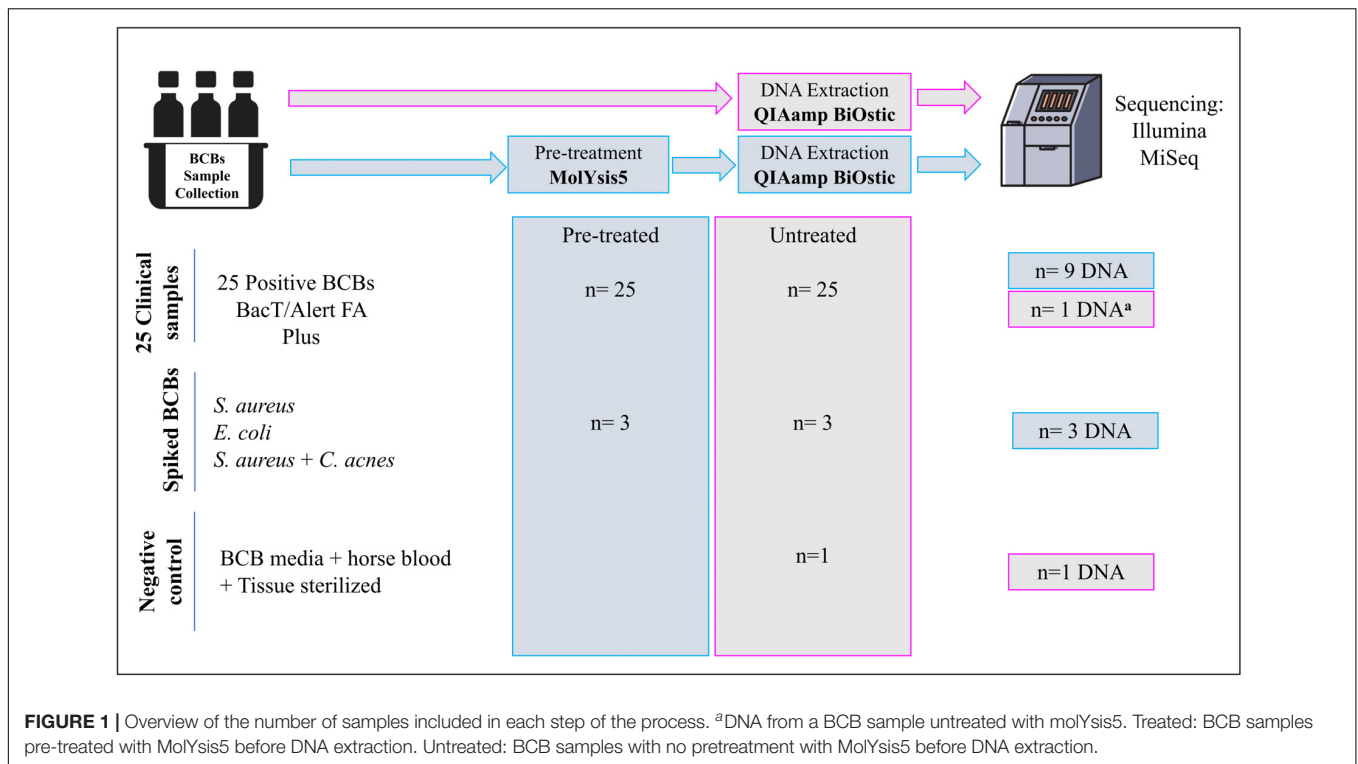 BCBs
Sample
Collection
DNA Extraction
QIAamp BiOstic
Pre-treatment
MolYsis5
DNA Extraction
QIAamp BiOstic
Sequencing:
Illumina
MiSeq
Pre-treated
Untreated
25 Clinical
samples
25 Positive BCBs
BacT/Alert FA
Plus
n= 25
n= 25
n= 9 DNA
n= 1 DNAª
Spiked BCBs
S. aureus
E. coli
S. aureus + C. acnes
n= 3
n= 3
n= 3 DNA
Negative
control
BCB media + horse blood
+ Tissue sterilized
n=1
n=1 DNA
FIGURE 1 | Overview of the number of samples included in each step of the process. ªDNA from a BCB sample untreated with molYsis5. Treated: BCB samples
pre-treated with MolYsis5 before DNA extraction. Untreated: BCB samples with no pretreatment with MolYsis5 before DNA extraction.